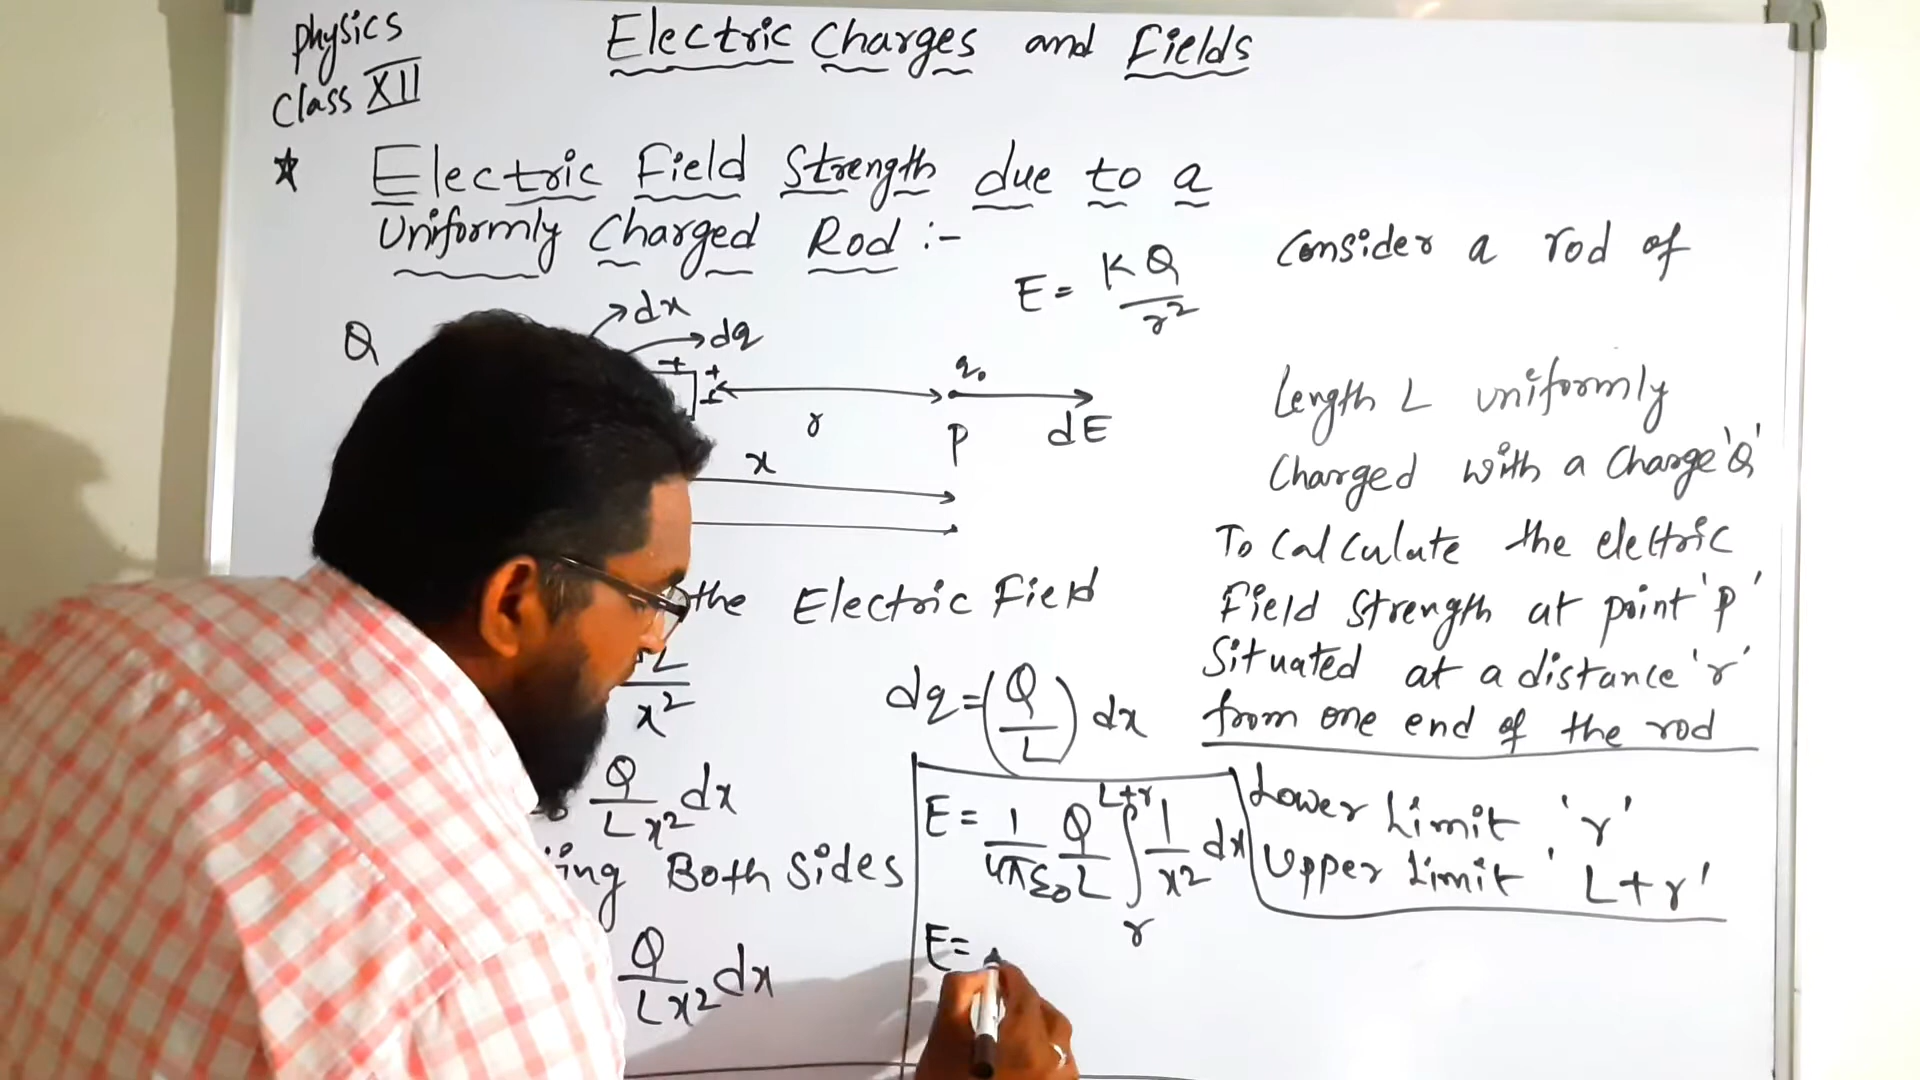 Physics
Class XII
Electric Charges and Fields
★ Electric Field Strength due to a
Uniformly Charged Rod :-
E = KQ/r²
Q
dx
dq
+ +
q₀
r
P
dE
x
the Electric Field
x²
dq = (Q/L) dx
Q/Lx² dx
Both Sides
Q/Lx² dx
Consider a rod of
Length L uniformly
Charged with a Charge 'Q'
To Calculate the electric
Field Strength at point 'P'
Situated at a distance 'r'
from one end of the rod
E = 1/4πε₀ Q/L ∫ᵣᴸ⁺ʳ 1/x² dx
E =
Lower Limit 'r'
Upper Limit 'L+r'